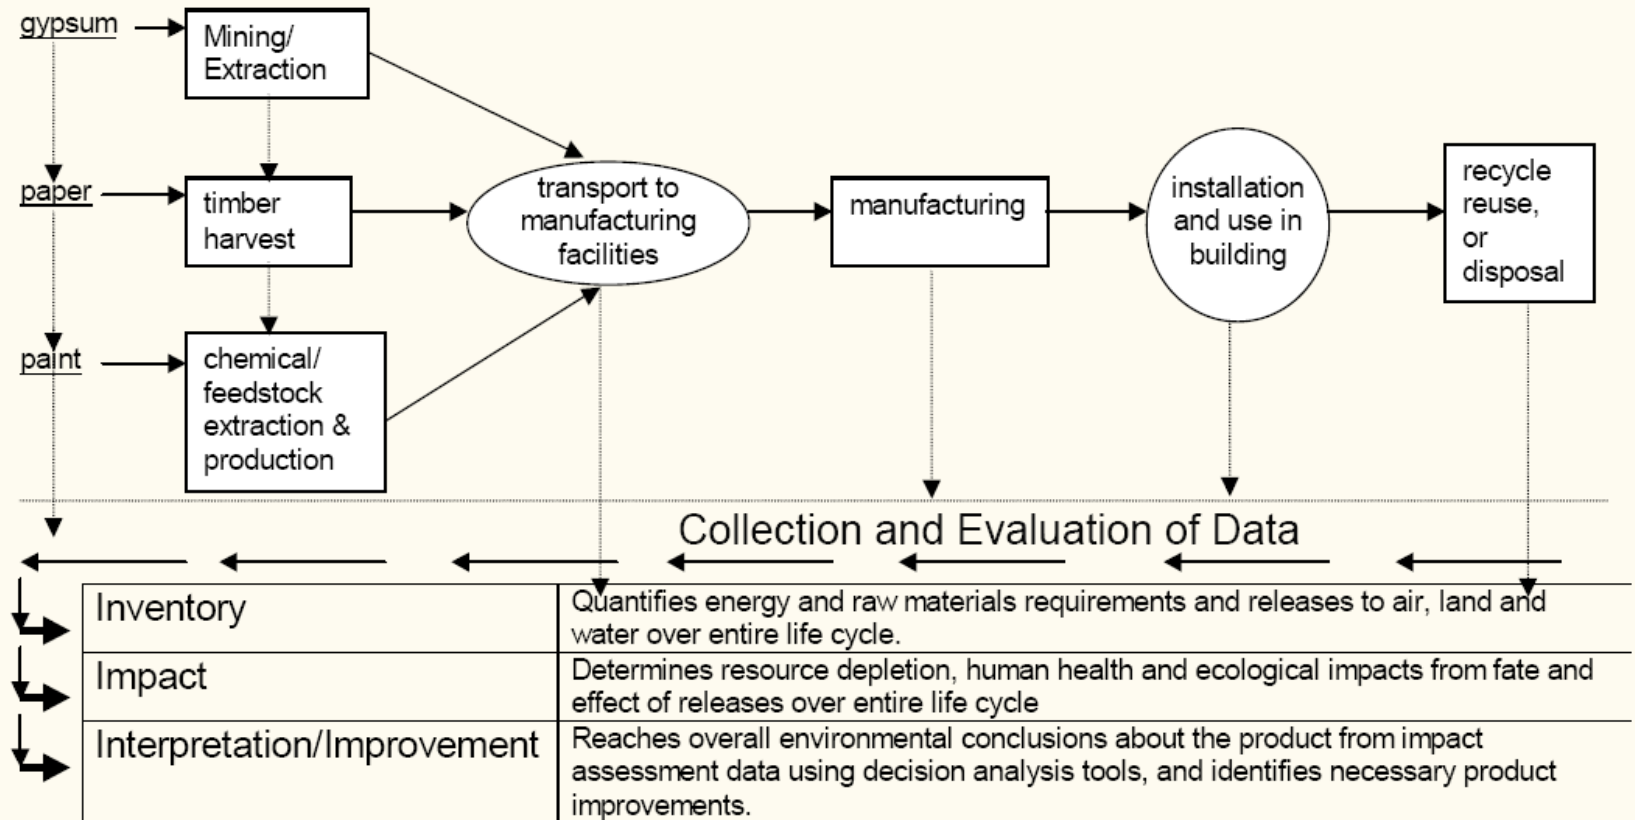 gypsum
Mining/
Extraction
paper
timber
harvest
paint
chemical/
feedstock
extraction &
production
transport to
manufacturing
facilities
manufacturing
installation
and use in
building
recycle
reuse,
or
disposal
Collection and Evaluation of Data
Inventory
Quantifies energy and raw materials requirements and releases to air, land and
water over entire life cycle.
Impact
Determines resource depletion, human health and ecological impacts from fate and
effect of releases over entire life cycle
Interpretation/Improvement
Reaches overall environmental conclusions about the product from impact
assessment data using decision analysis tools, and identifies necessary product
improvements.